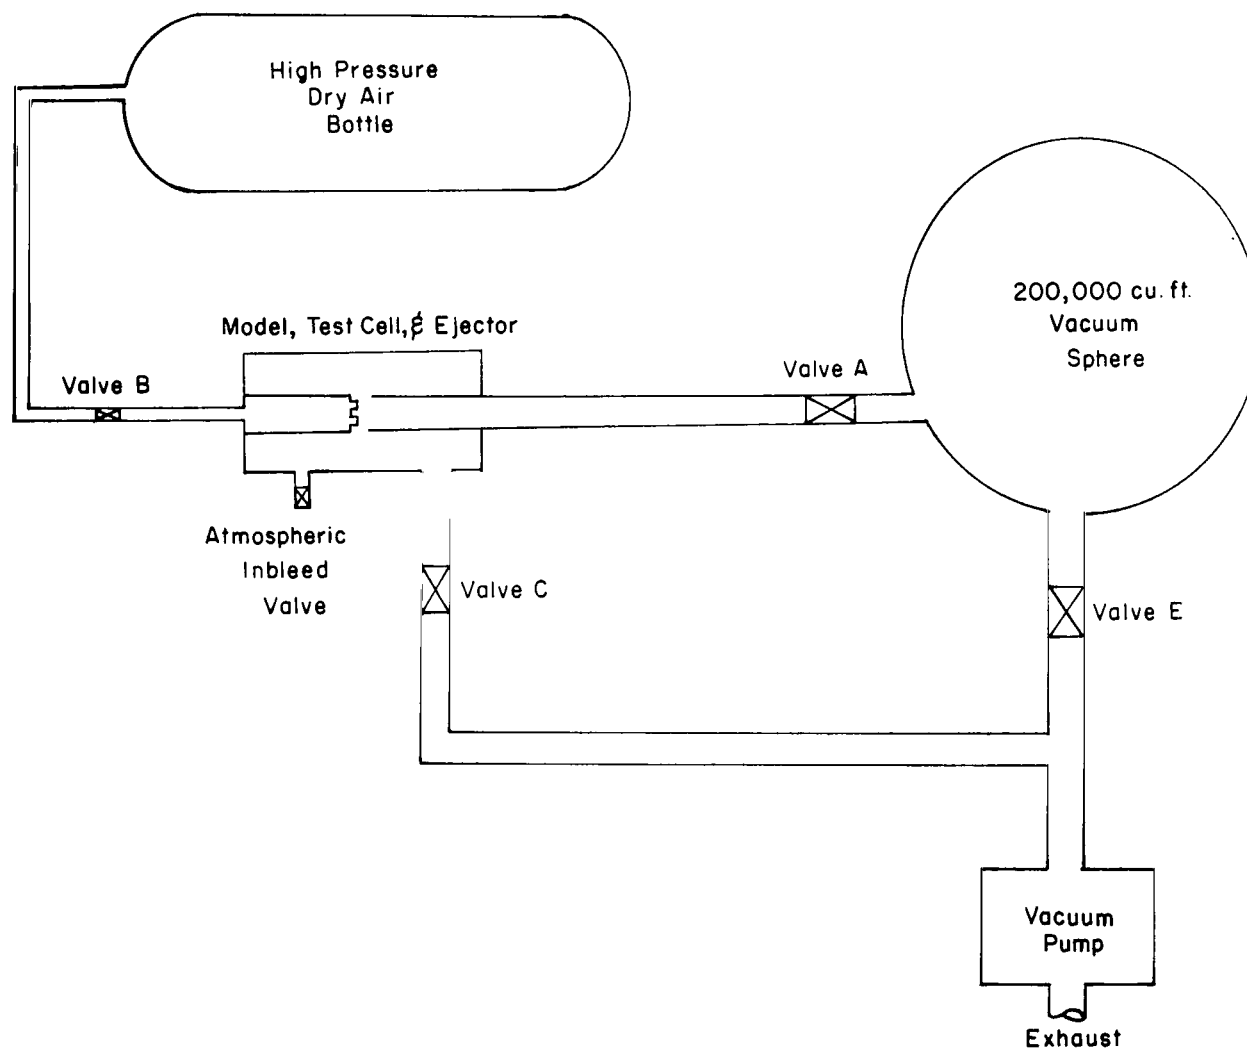 High Pressure
Dry Air
Bottle
200,000 cu. ft.
Vacuum
Sphere
Model, Test Cell, & Ejector
Valve A
Valve B
Atmospheric
Inbleed
Valve
Valve C
Valve E
Vacuum
Pump
Exhaust